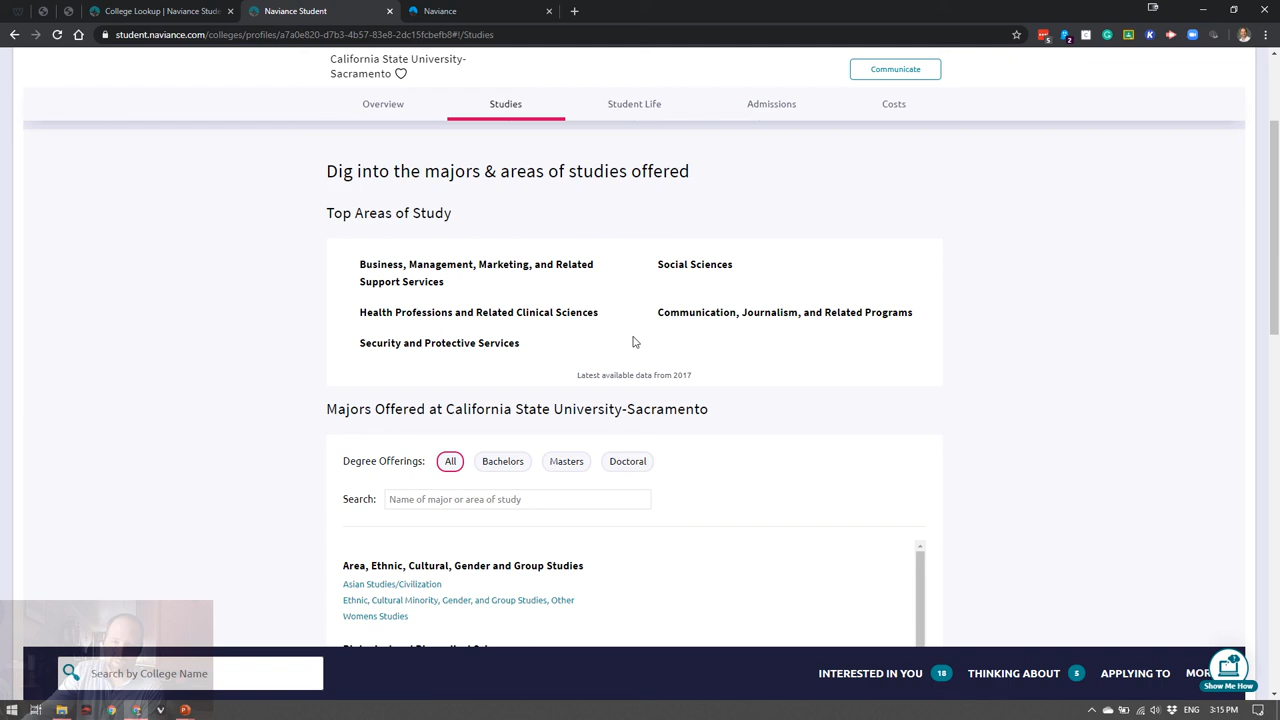 College Lookup | Naviance Stude
Naviance Student
Naviance
student.naviance.com/colleges/profiles/a7a0e820-d7b3-4b57-83e8-2dc15fcbefb8#!/Studies
California State University-
Sacramento
Communicate
Overview
Studies
Student Life
Admissions
Costs
Dig into the majors & areas of studies offered
Top Areas of Study
Business, Management, Marketing, and Related
Support Services
Social Sciences
Health Professions and Related Clinical Sciences
Communication, Journalism, and Related Programs
Security and Protective Services
Latest available data from 2017
Majors Offered at California State University-Sacramento
Degree Offerings: All Bachelors Masters Doctoral
Search: Name of major or area of study
Area, Ethnic, Cultural, Gender and Group Studies
Asian Studies/Civilization
Ethnic, Cultural Minority, Gender, and Group Studies, Other
Womens Studies
Search by College Name
INTERESTED IN YOU 18 THINKING ABOUT 5 APPLYING TO
Show Me How
ENG 3:15 PM